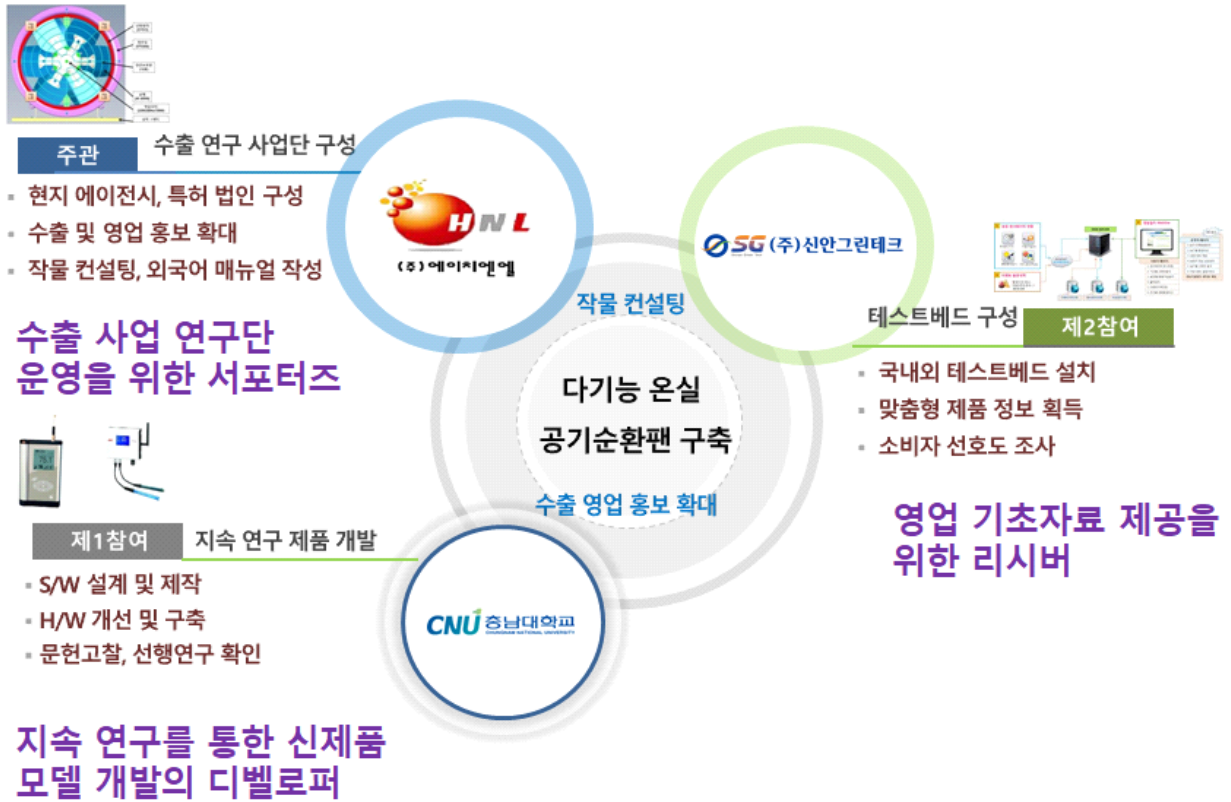 주관
수출 연구 사업단 구성
현지 에이전시, 특허 법인 구성
수출 및 영업 홍보 확대
작물 컨설팅, 외국어 매뉴얼 작성
수출 사업 연구단
운영을 위한 서포터즈
HNL
(주)에이치엔엘
SG (주)신안그린테크
작물 컨설팅
다기능 온실
공기순환팬 구축
수출 영업 홍보 확대
테스트베드 구성
제2참여
국내외 테스트베드 설치
맞춤형 제품 정보 획득
소비자 선호도 조사
영업 기초자료 제공을
위한 리시버
제1참여
지속 연구 제품 개발
S/W 설계 및 제작
H/W 개선 및 구축
문헌고찰, 선행연구 확인
CNU 충남대학교
CHUNGNAM NATIONAL UNIVERSITY
지속 연구를 통한 신제품
모델 개발의 디벨로퍼